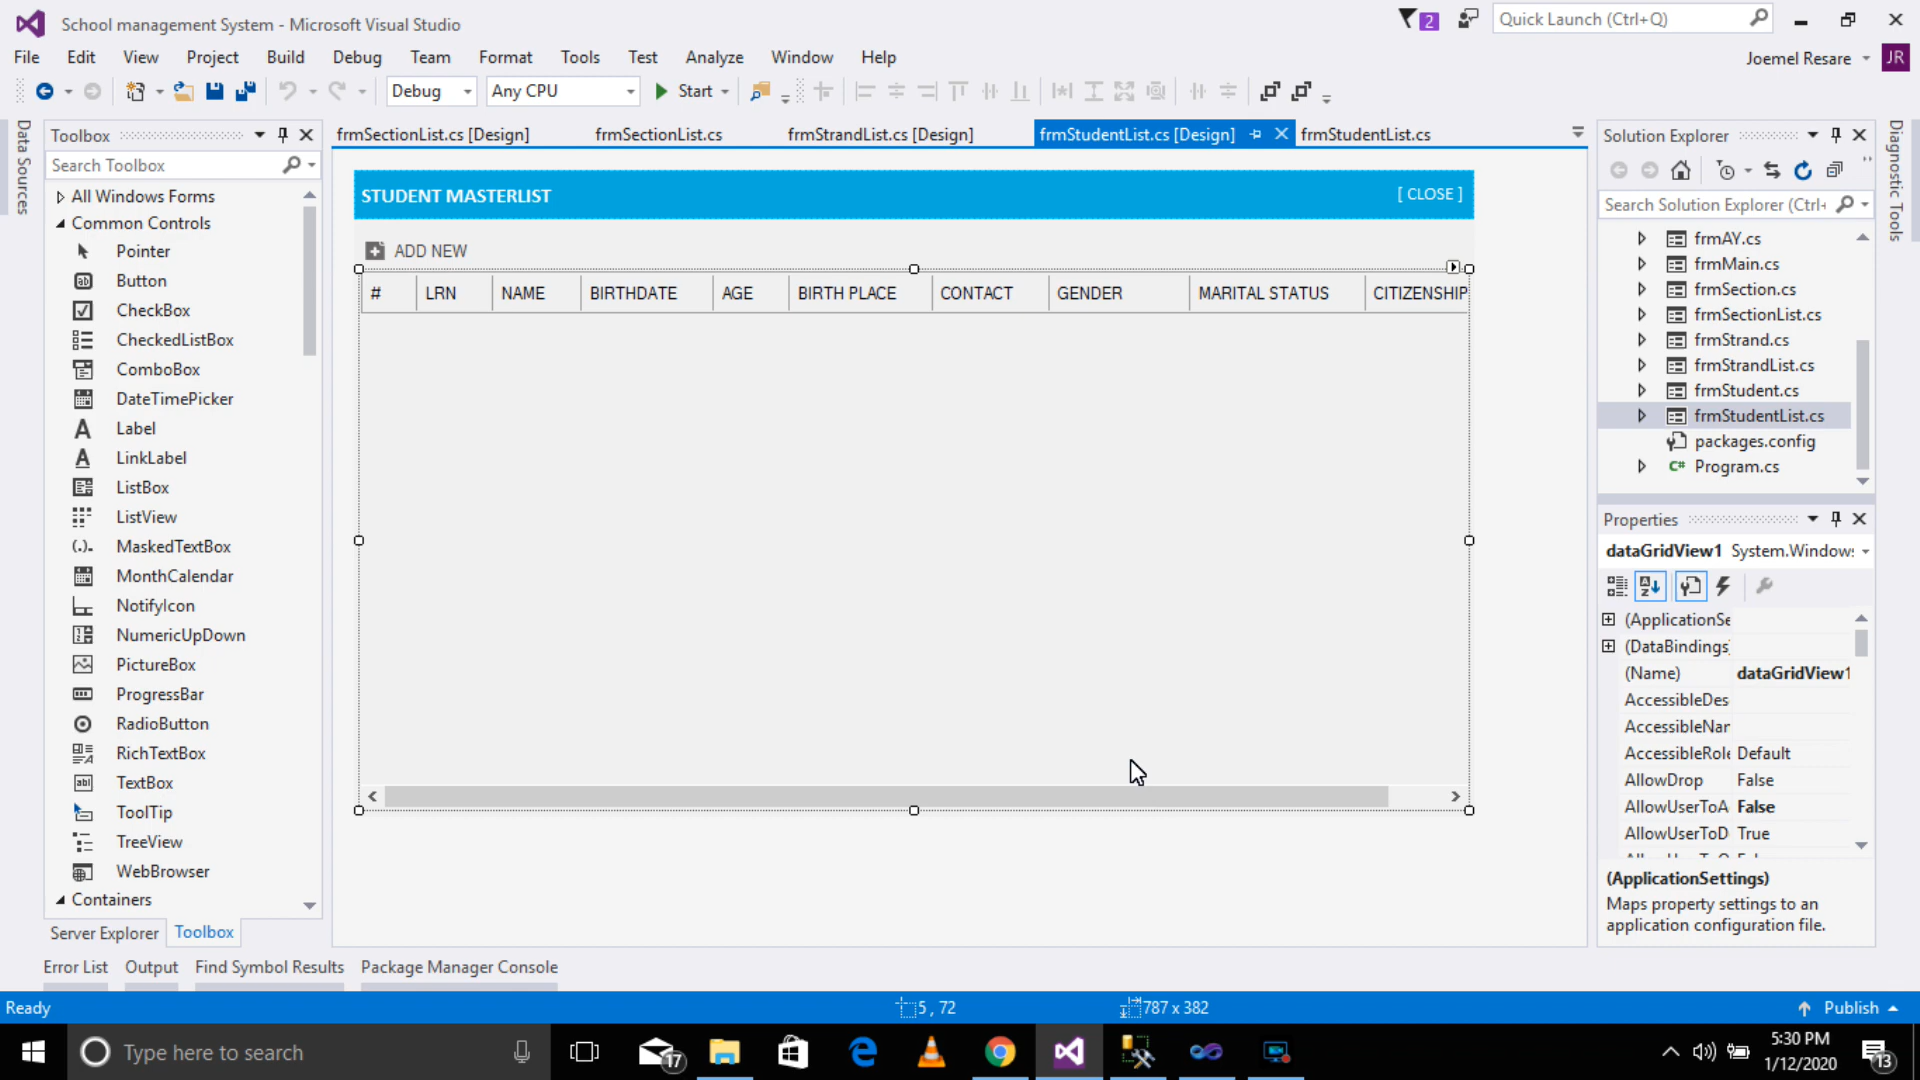 School management System - Microsoft Visual Studio
2
Quick Launch (Ctrl+Q)
File Edit View Project Build Debug Team Format Tools Test Analyze Window Help
Joemel Resare JR
Debug Any CPU Start
Data Sources
Toolbox
Search Toolbox
All Windows Forms
Common Controls
Pointer
Button
CheckBox
CheckedListBox
ComboBox
DateTimePicker
Label
LinkLabel
ListBox
ListView
MaskedTextBox
MonthCalendar
NotifyIcon
NumericUpDown
PictureBox
ProgressBar
RadioButton
RichTextBox
TextBox
ToolTip
TreeView
WebBrowser
Containers
Server Explorer Toolbox
frmSectionList.cs [Design] frmSectionList.cs frmStrandList.cs [Design] frmStudentList.cs [Design] frmStudentList.cs
STUDENT MASTERLIST [ CLOSE ]
ADD NEW
# LRN NAME BIRTHDATE AGE BIRTH PLACE CONTACT GENDER MARITAL STATUS CITIZENSHIP
Solution Explorer
Search Solution Explorer (Ctrl+
frmAY.cs
frmMain.cs
frmSection.cs
frmSectionList.cs
frmStrand.cs
frmStrandList.cs
frmStudent.cs
frmStudentList.cs
packages.config
C# Program.cs
Properties
dataGridView1 System.Windows
(ApplicationSe
(DataBindings)
(Name) dataGridView1
AccessibleDes
AccessibleNar
AccessibleRole Default
AllowDrop False
AllowUserToA False
AllowUserToD True
(ApplicationSettings)
Maps property settings to an
application configuration file.
Diagnostic Tools
Error List Output Find Symbol Results Package Manager Console
Ready 5 , 72 787 x 382 Publish
Type here to search
17
5:30 PM
1/12/2020
13